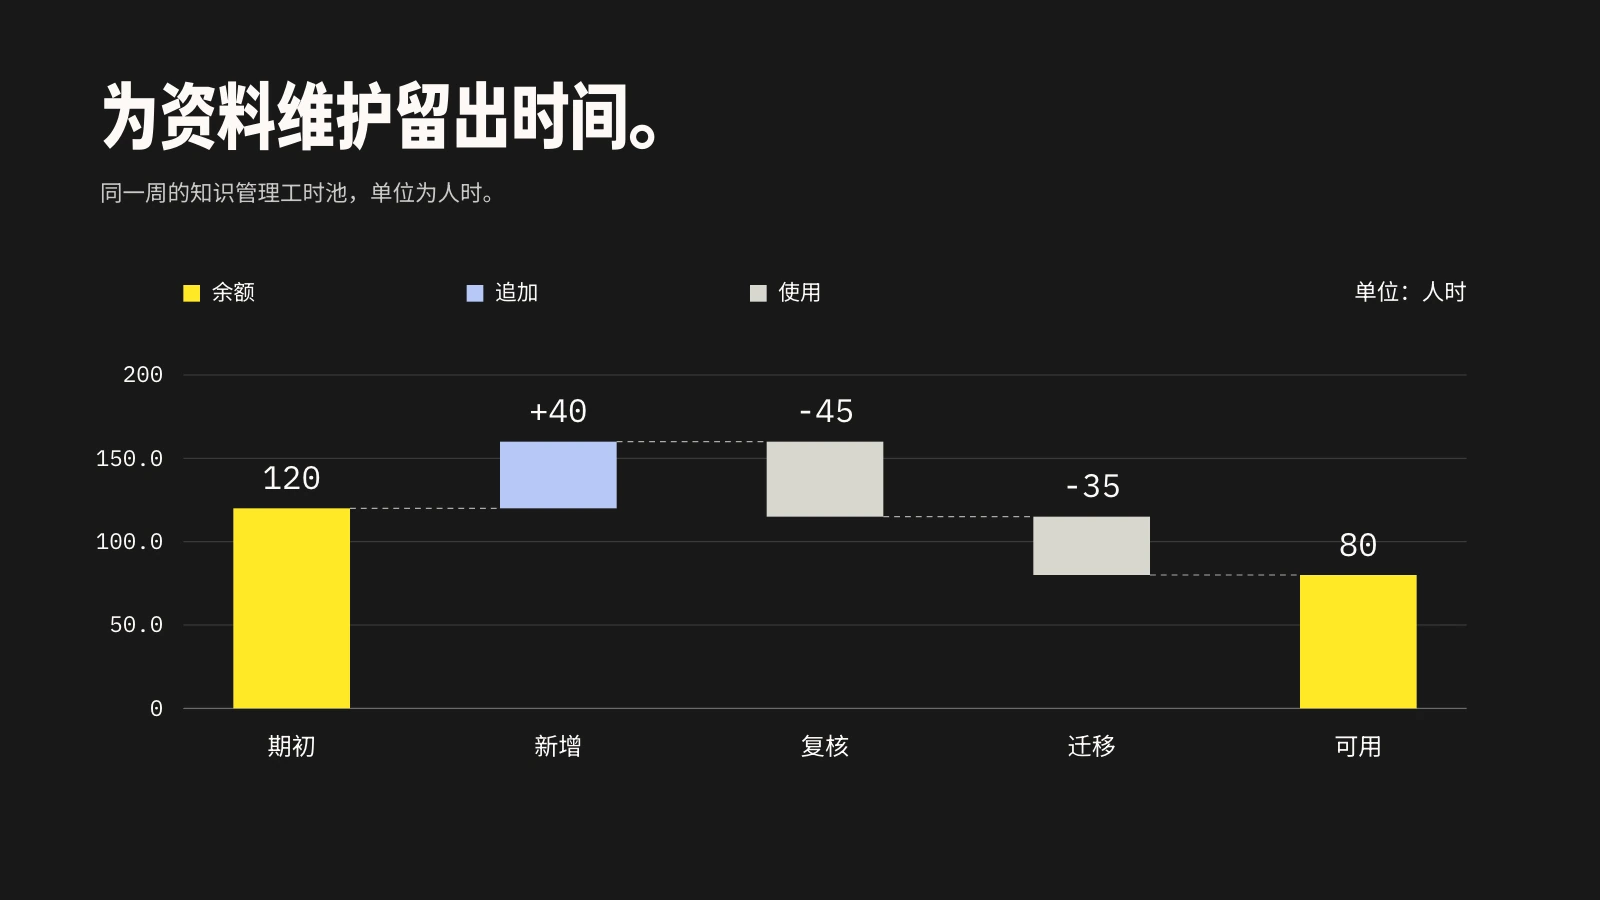 为资料维护留出时间。
同一周的知识管理工时池，单位为人时。
余额
追加
使用
单位：人时
200
150.0
100.0
50.0
0
120
+40
-45
-35
80
期初
新增
复核
迁移
可用